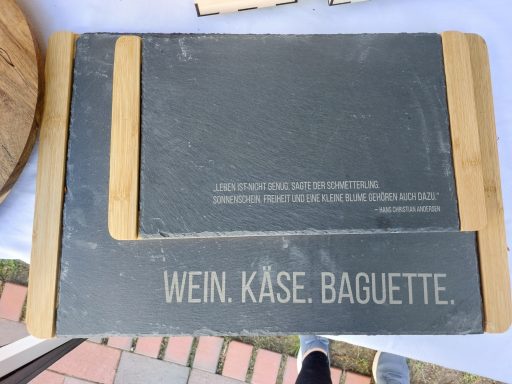 „LEBEN IST NICHT GENUG, SAGTE DER SCHMETTERLING.
SONNENSCHEIN, FREIHEIT UND EINE KLEINE BLUME GEHÖREN AUCH DAZU."
– HANS CHRISTIAN ANDERSEN
WEIN. KÄSE. BAGUETTE.